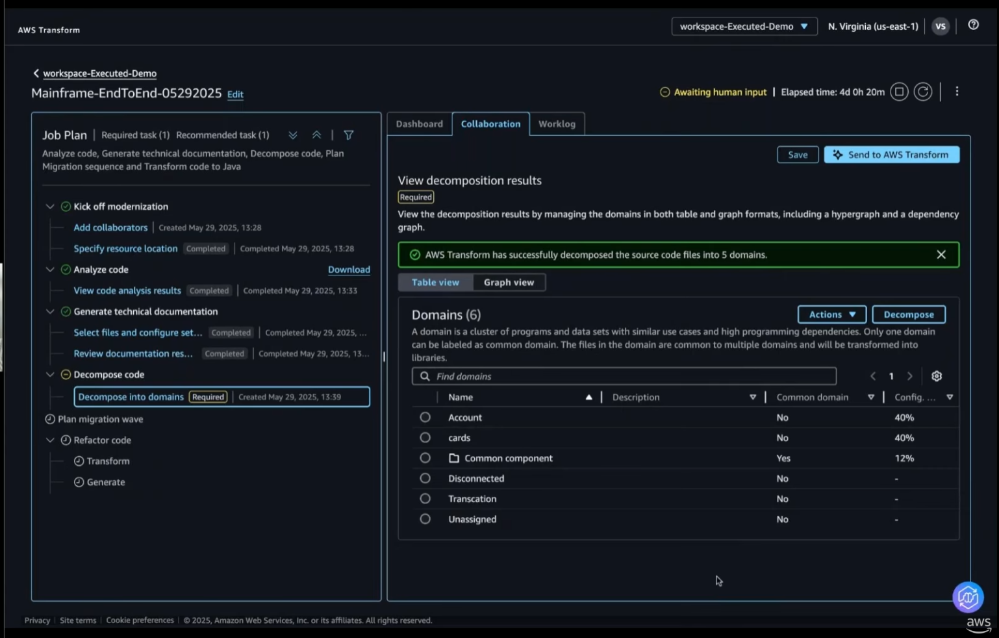 AWS Transform
workspace-Executed-Demo
N. Virginia (us-east-1)
VS
workspace-Executed-Demo
Mainframe-EndToEnd-05292025 Edit
Awaiting human input | Elapsed time: 4d 0h 20m
Job Plan | Required task (1) Recommended task (1)
Analyze code, Generate technical documentation, Decompose code, Plan
Migration sequence and Transform code to Java
Kick off modernization
Add collaborators | Created May 29, 2025, 13:28
Specify resource location Completed | Completed May 29, 2025, 13:28
Analyze code Download
View code analysis results Completed | Completed May 29, 2025, 13:33
Generate technical documentation
Select files and configure set... Completed | Completed May 29, 2025, ...
Review documentation res... Completed | Completed May 29, 2025, 13...
Decompose code
Decompose into domains Required | Created May 29, 2025, 13:39
Plan migration wave
Refactor code
Transform
Generate
Dashboard Collaboration Worklog
Save Send to AWS Transform
View decomposition results
Required
View the decomposition results by managing the domains in both table and graph formats, including a hypergraph and a dependency
graph.
AWS Transform has successfully decomposed the source code files into 5 domains.
Table view Graph view
Domains (6) Actions Decompose
A domain is a cluster of programs and data sets with similar use cases and high programming dependencies. Only one domain
can be labeled as common domain. The files in the domain are common to multiple domains and will be transformed into
libraries.
Find domains 1
Name Description Common domain Config. ...
Account No 40%
cards No 40%
Common component Yes 12%
Disconnected No -
Transcation No -
Unassigned No -
Privacy | Site terms | Cookie preferences | © 2025, Amazon Web Services, Inc. or its affiliates. All rights reserved.
aws